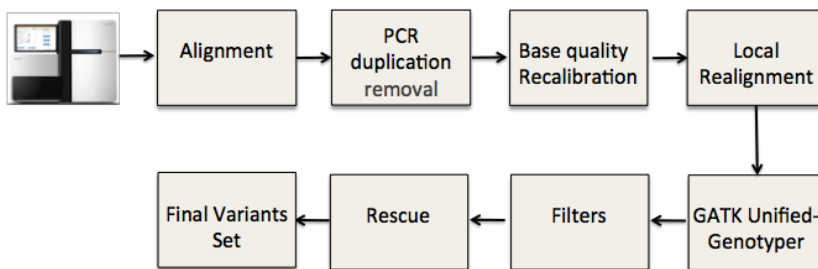 Alignment
PCR
duplication
removal
Base quality
Recalibration
Local
Realignment
Final Variants
Set
Rescue
Filters
GATK Unified-
Genotyper